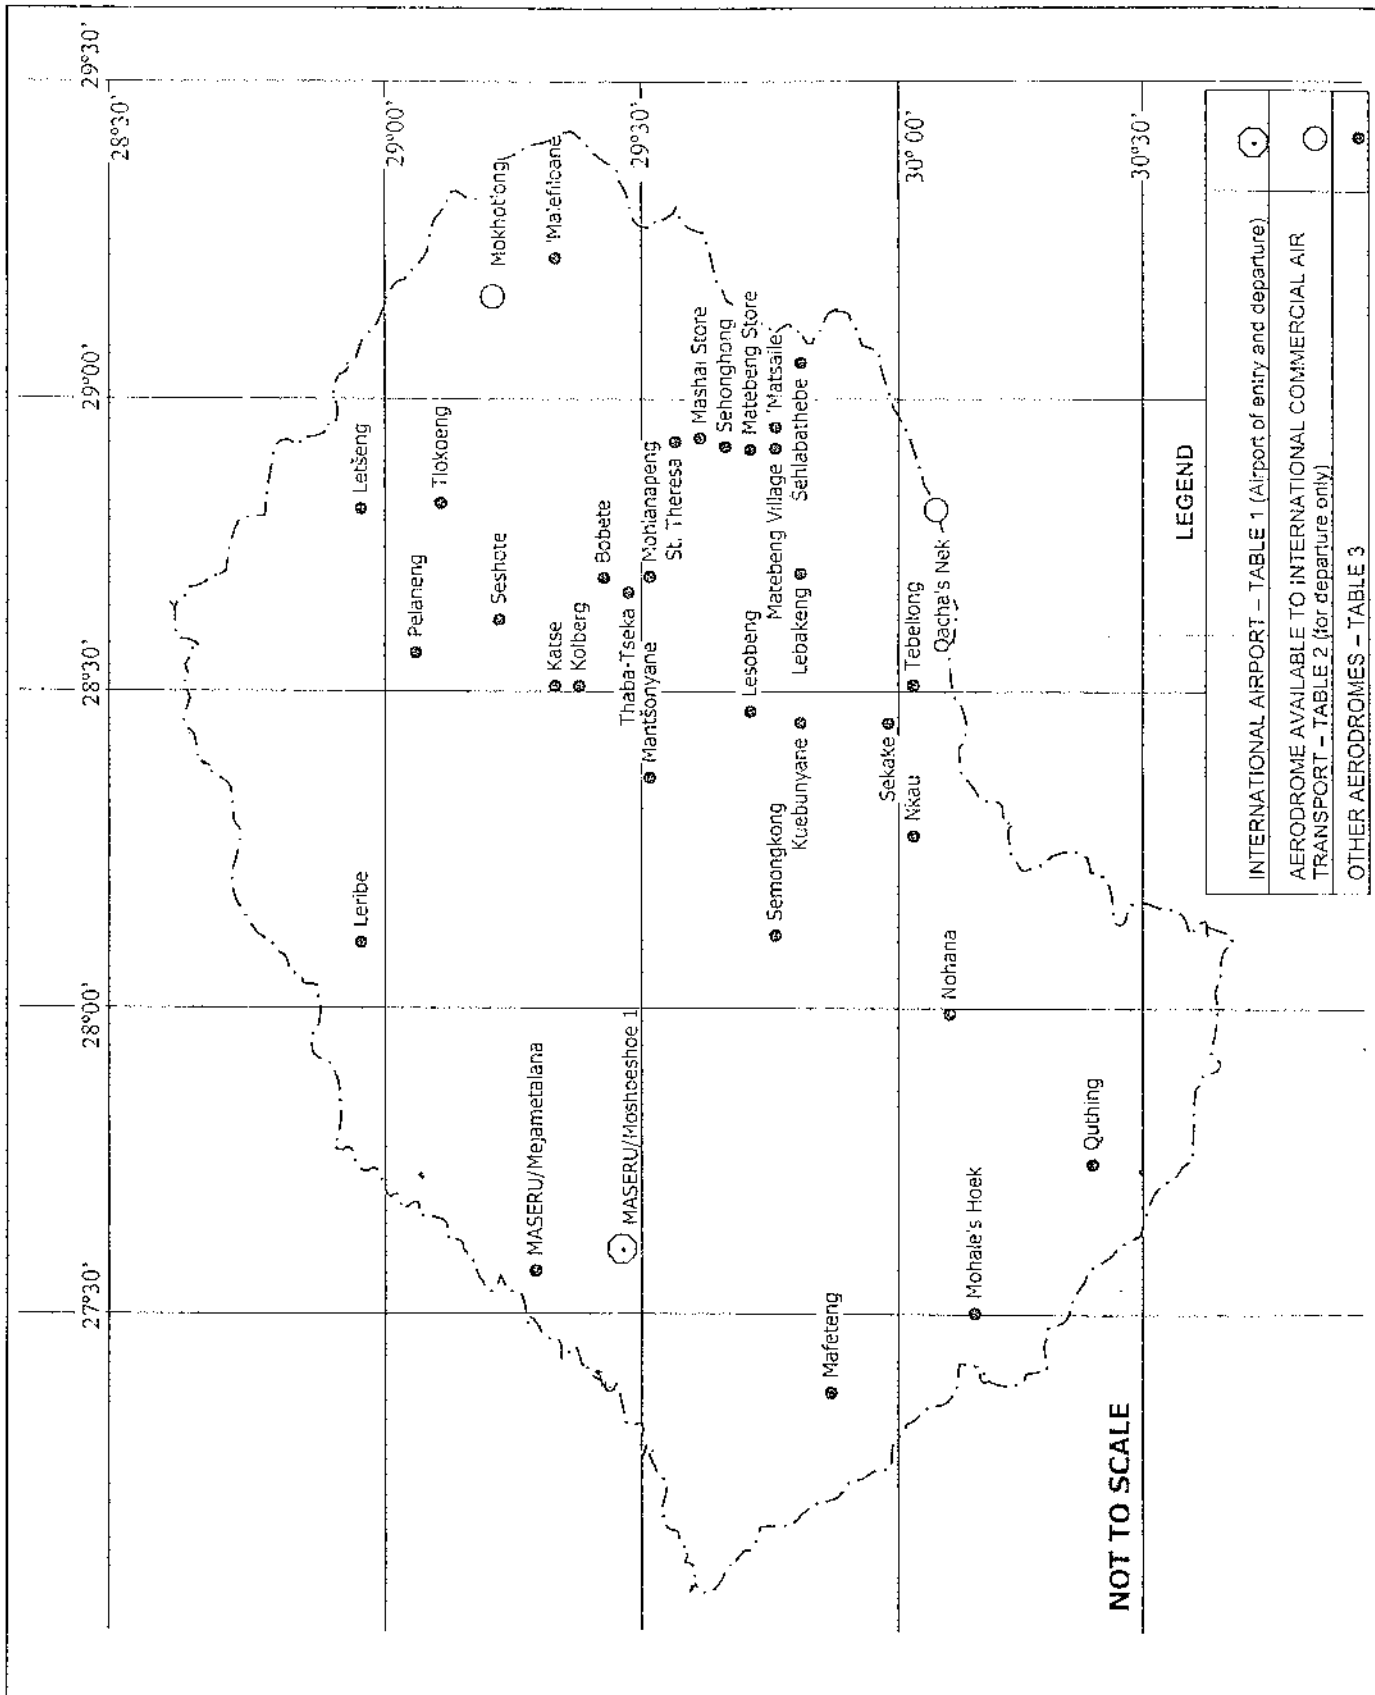 27°30'
28°00'
28°30'
29°00'
29°30'
28°30'
Leribe
Letšeng
29°00'
Pelaneng
Tlokoeng
Mokhotlong
Seshote
MASERU/Mejametalana
Katse
'Malefiloane
Kolberg
Bobete
MASERU/Moshoeshoe 1
Thaba-Tseka
Mantšonyane
Mohlanapeng
29°30'
St. Theresa
Mashai Store
Sehonghong
Lesobeng
Matebeng Store
Semongkong
Matebeng Village
'Matsaile
Kuebunyane
Lebakeng
Sehlabathebe
Mafeteng
Sekake
Nkau
Tebellong
30° 00'
Qacha's Nek
Nohana
Mohale's Hoek
Quthing
NOT TO SCALE
30°30'
LEGEND
INTERNATIONAL AIRPORT – TABLE 1 (Airport of entry and departure)
AERODROME AVAILABLE TO INTERNATIONAL COMMERCIAL AIR
TRANSPORT – TABLE 2 (for departure only)
OTHER AERODROMES – TABLE 3